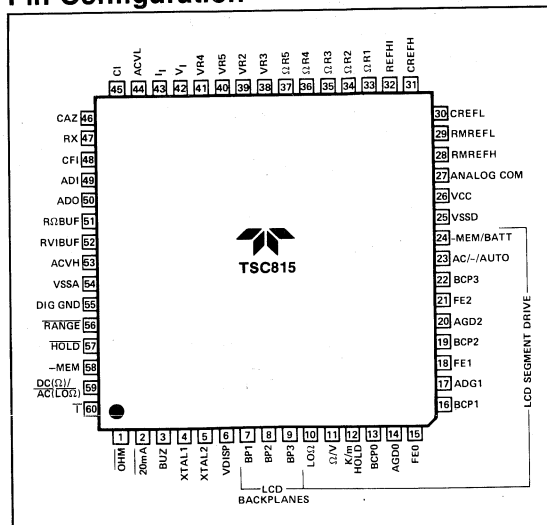 Pin Configuration
CI
ACVL
II
VI
VR4
VR5
VR2
VR3
ΩR5
ΩR4
ΩR3
ΩR2
ΩR1
REFHI
CREFH
45 44 43 42 41 40 39 38 37 36 35 34 33 32 31
CAZ 46
RX 47
CFI 48
ADI 49
ADO 50
RΩBUF 51
RVIBUF 52
ACVH 53
VSSA 54
DIG GND 55
RANGE 56
HOLD 57
-MEM 58
DC(Ω)/
AC(LOΩ) 59
I 60
TSC815
30 CREFL
29 RMREFL
28 RMREFH
27 ANALOG COM
26 VCC
25 VSSD
24 -MEM/BATT
23 AC/-/AUTO
22 BCP3
21 FE2
20 AGD2
19 BCP2
18 FE1
17 ADG1
16 BCP1
LCD SEGMENT DRIVE
1 2 3 4 5 6 7 8 9 10 11 12 13 14 15
OHM
20mA
BUZ
XTAL1
XTAL2
VDISP
BP1
BP2
BP3
LOΩ
Ω/V
K/m
HOLD
BCP0
AGD0
FE0
LCD
BACKPLANES